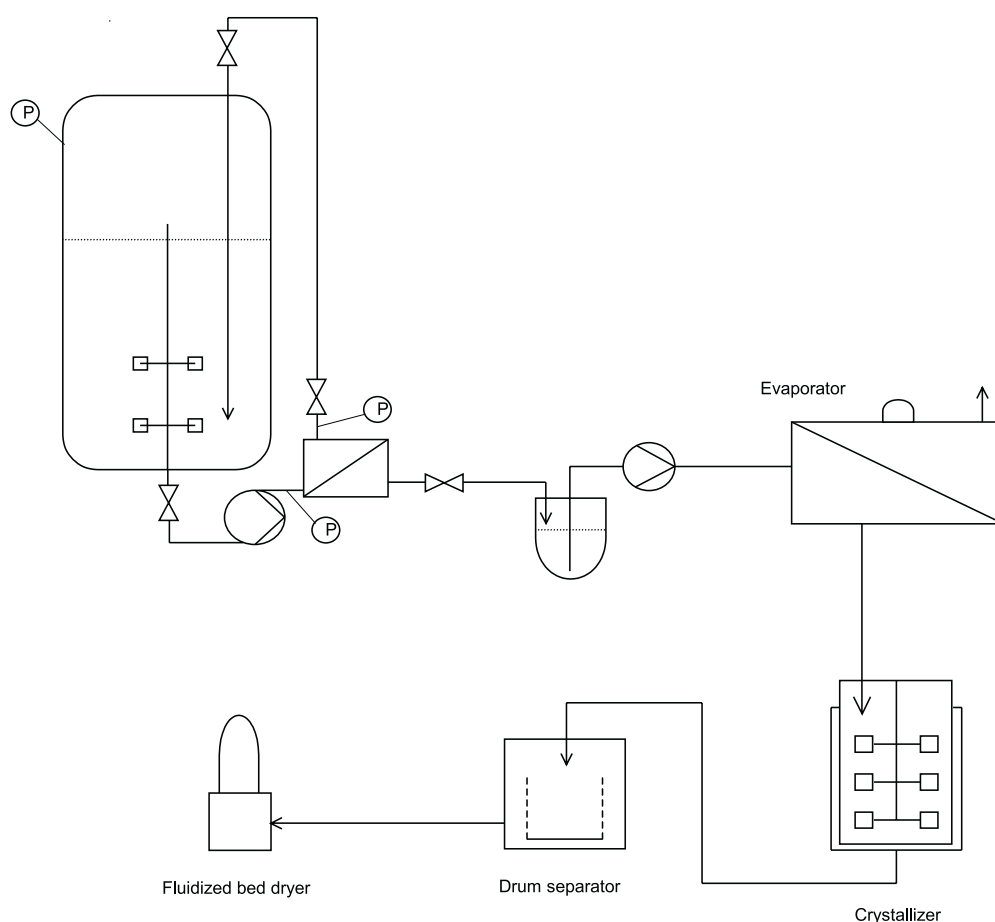 P
P
Evaporator
P
Fluidized bed dryer
Drum separator
Crystallizer